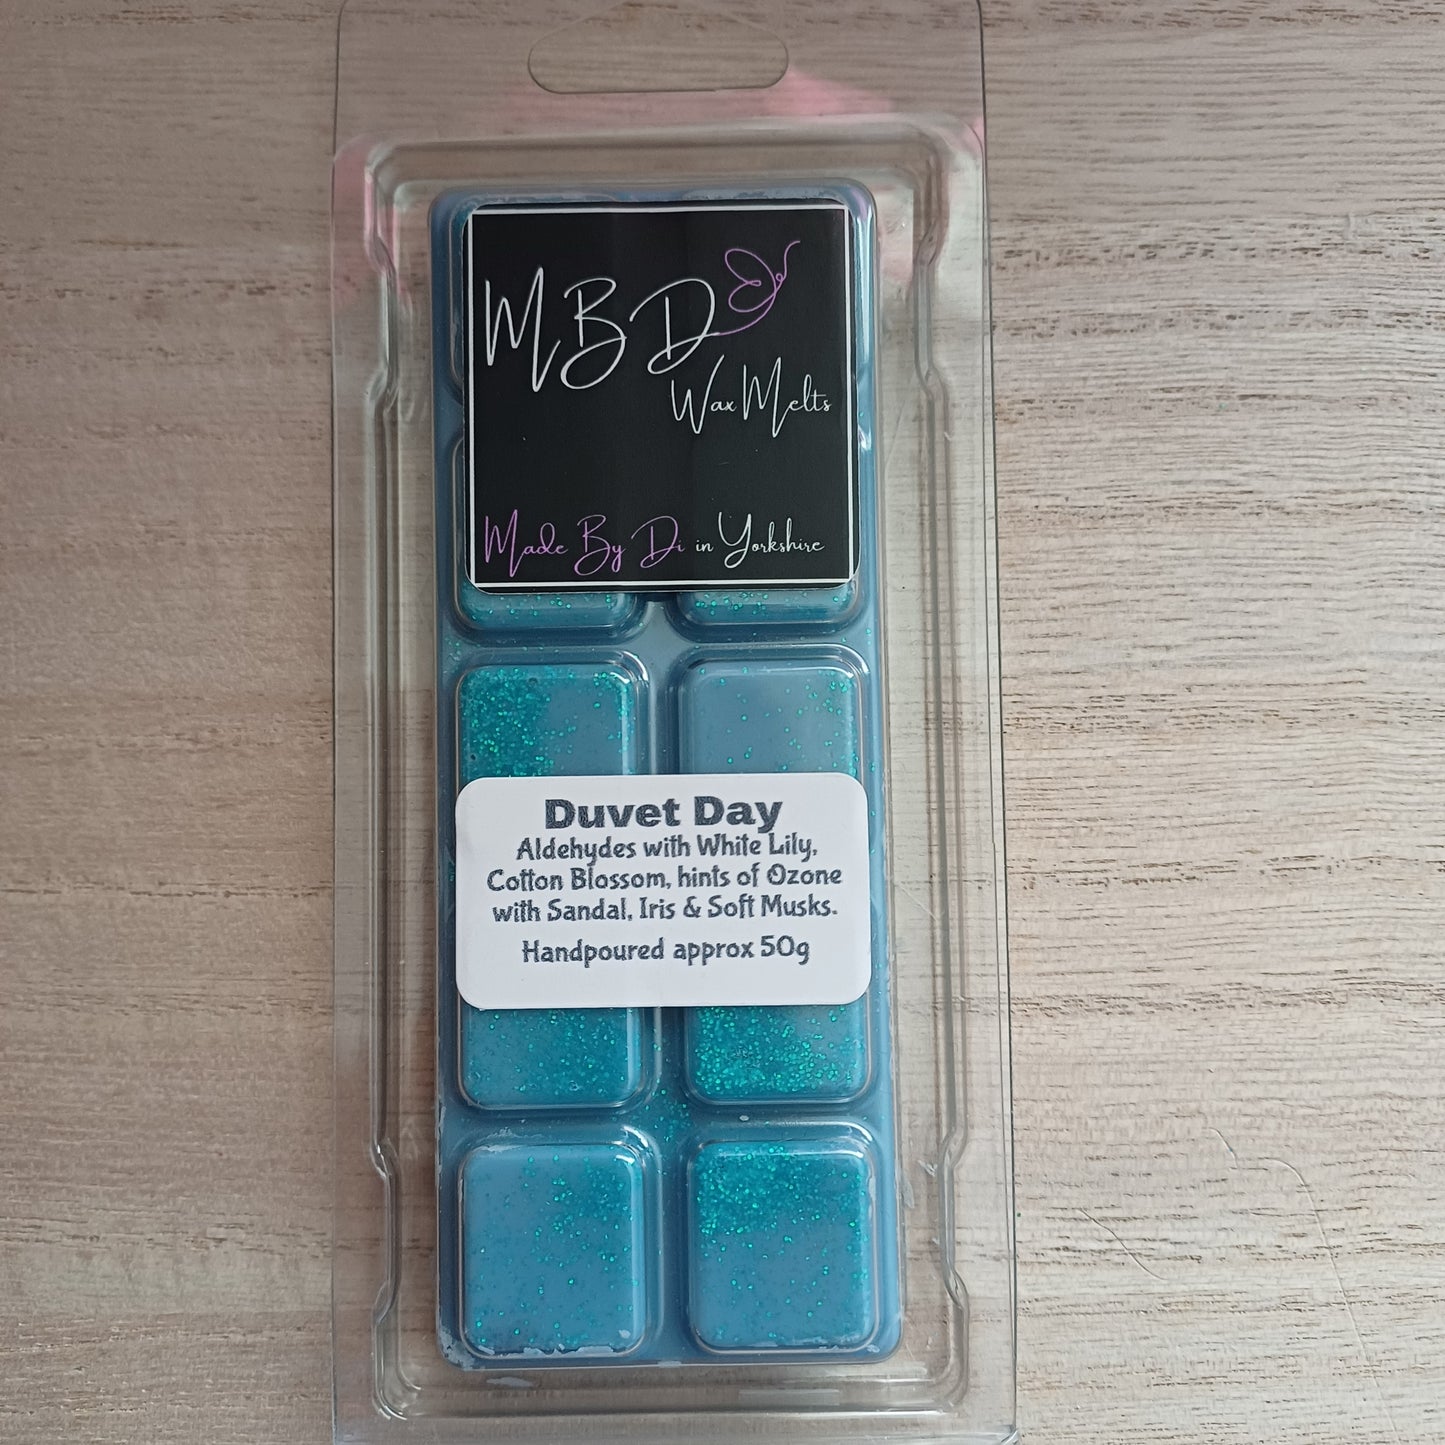 MBD
Wax Melts
Made By Di in Yorkshire
Duvet Day
Aldehydes with White Lily,
Cotton Blossom, hints of Ozone
with Sandal, Iris & Soft Musks.
Handpoured approx 50g